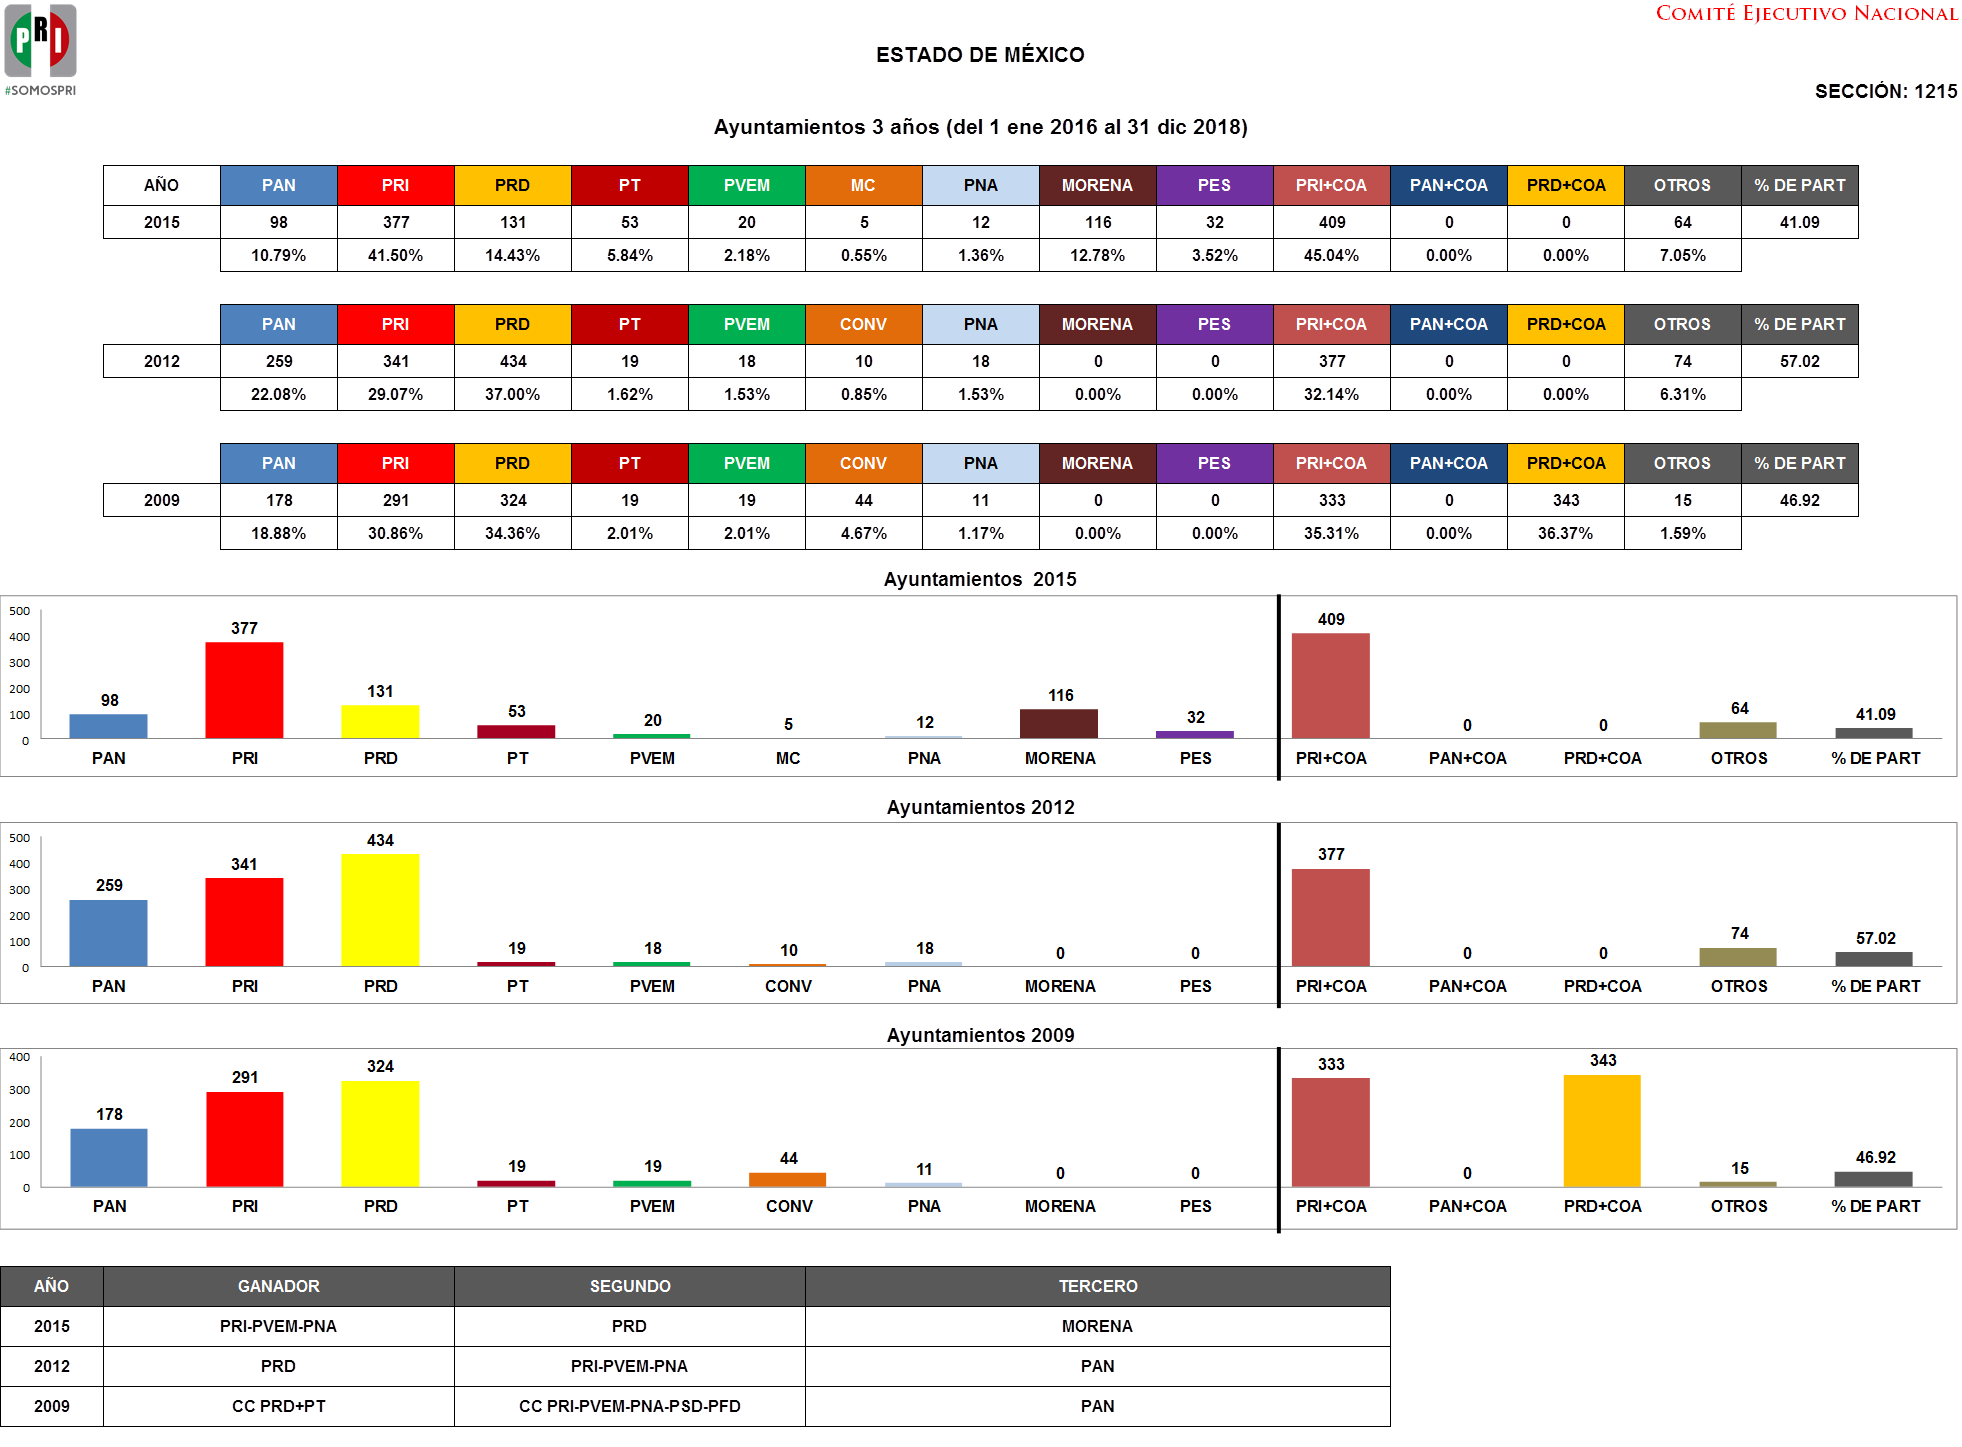 PRI
#SOMOSPRI
COMITÉ EJECUTIVO NACIONAL
ESTADO DE MÉXICO
SECCIÓN: 1215
Ayuntamientos 3 años (del 1 ene 2016 al 31 dic 2018)
AÑO PAN PRI PRD PT PVEM MC PNA MORENA PES PRI+COA PAN+COA PRD+COA OTROS % DE PART
2015 98 377 131 53 20 5 12 116 32 409 0 0 64 41.09
10.79% 41.50% 14.43% 5.84% 2.18% 0.55% 1.36% 12.78% 3.52% 45.04% 0.00% 0.00% 7.05%
PAN PRI PRD PT PVEM CONV PNA MORENA PES PRI+COA PAN+COA PRD+COA OTROS % DE PART
2012 259 341 434 19 18 10 18 0 0 377 0 0 74 57.02
22.08% 29.07% 37.00% 1.62% 1.53% 0.85% 1.53% 0.00% 0.00% 32.14% 0.00% 0.00% 6.31%
PAN PRI PRD PT PVEM CONV PNA MORENA PES PRI+COA PAN+COA PRD+COA OTROS % DE PART
2009 178 291 324 19 19 44 11 0 0 333 0 343 15 46.92
18.88% 30.86% 34.36% 2.01% 2.01% 4.67% 1.17% 0.00% 0.00% 35.31% 0.00% 36.37% 1.59%
Ayuntamientos 2015
500
400
300
200
100
0
98 377 131 53 20 5 12 116 32 409 0 0 64 41.09
PAN PRI PRD PT PVEM MC PNA MORENA PES PRI+COA PAN+COA PRD+COA OTROS % DE PART
Ayuntamientos 2012
500
400
300
200
100
0
259 341 434 19 18 10 18 0 0 377 0 0 74 57.02
PAN PRI PRD PT PVEM CONV PNA MORENA PES PRI+COA PAN+COA PRD+COA OTROS % DE PART
Ayuntamientos 2009
400
300
200
100
0
178 291 324 19 19 44 11 0 0 333 0 343 15 46.92
PAN PRI PRD PT PVEM CONV PNA MORENA PES PRI+COA PAN+COA PRD+COA OTROS % DE PART
AÑO GANADOR SEGUNDO TERCERO
2015 PRI-PVEM-PNA PRD MORENA
2012 PRD PRI-PVEM-PNA PAN
2009 CC PRD+PT CC PRI-PVEM-PNA-PSD-PFD PAN